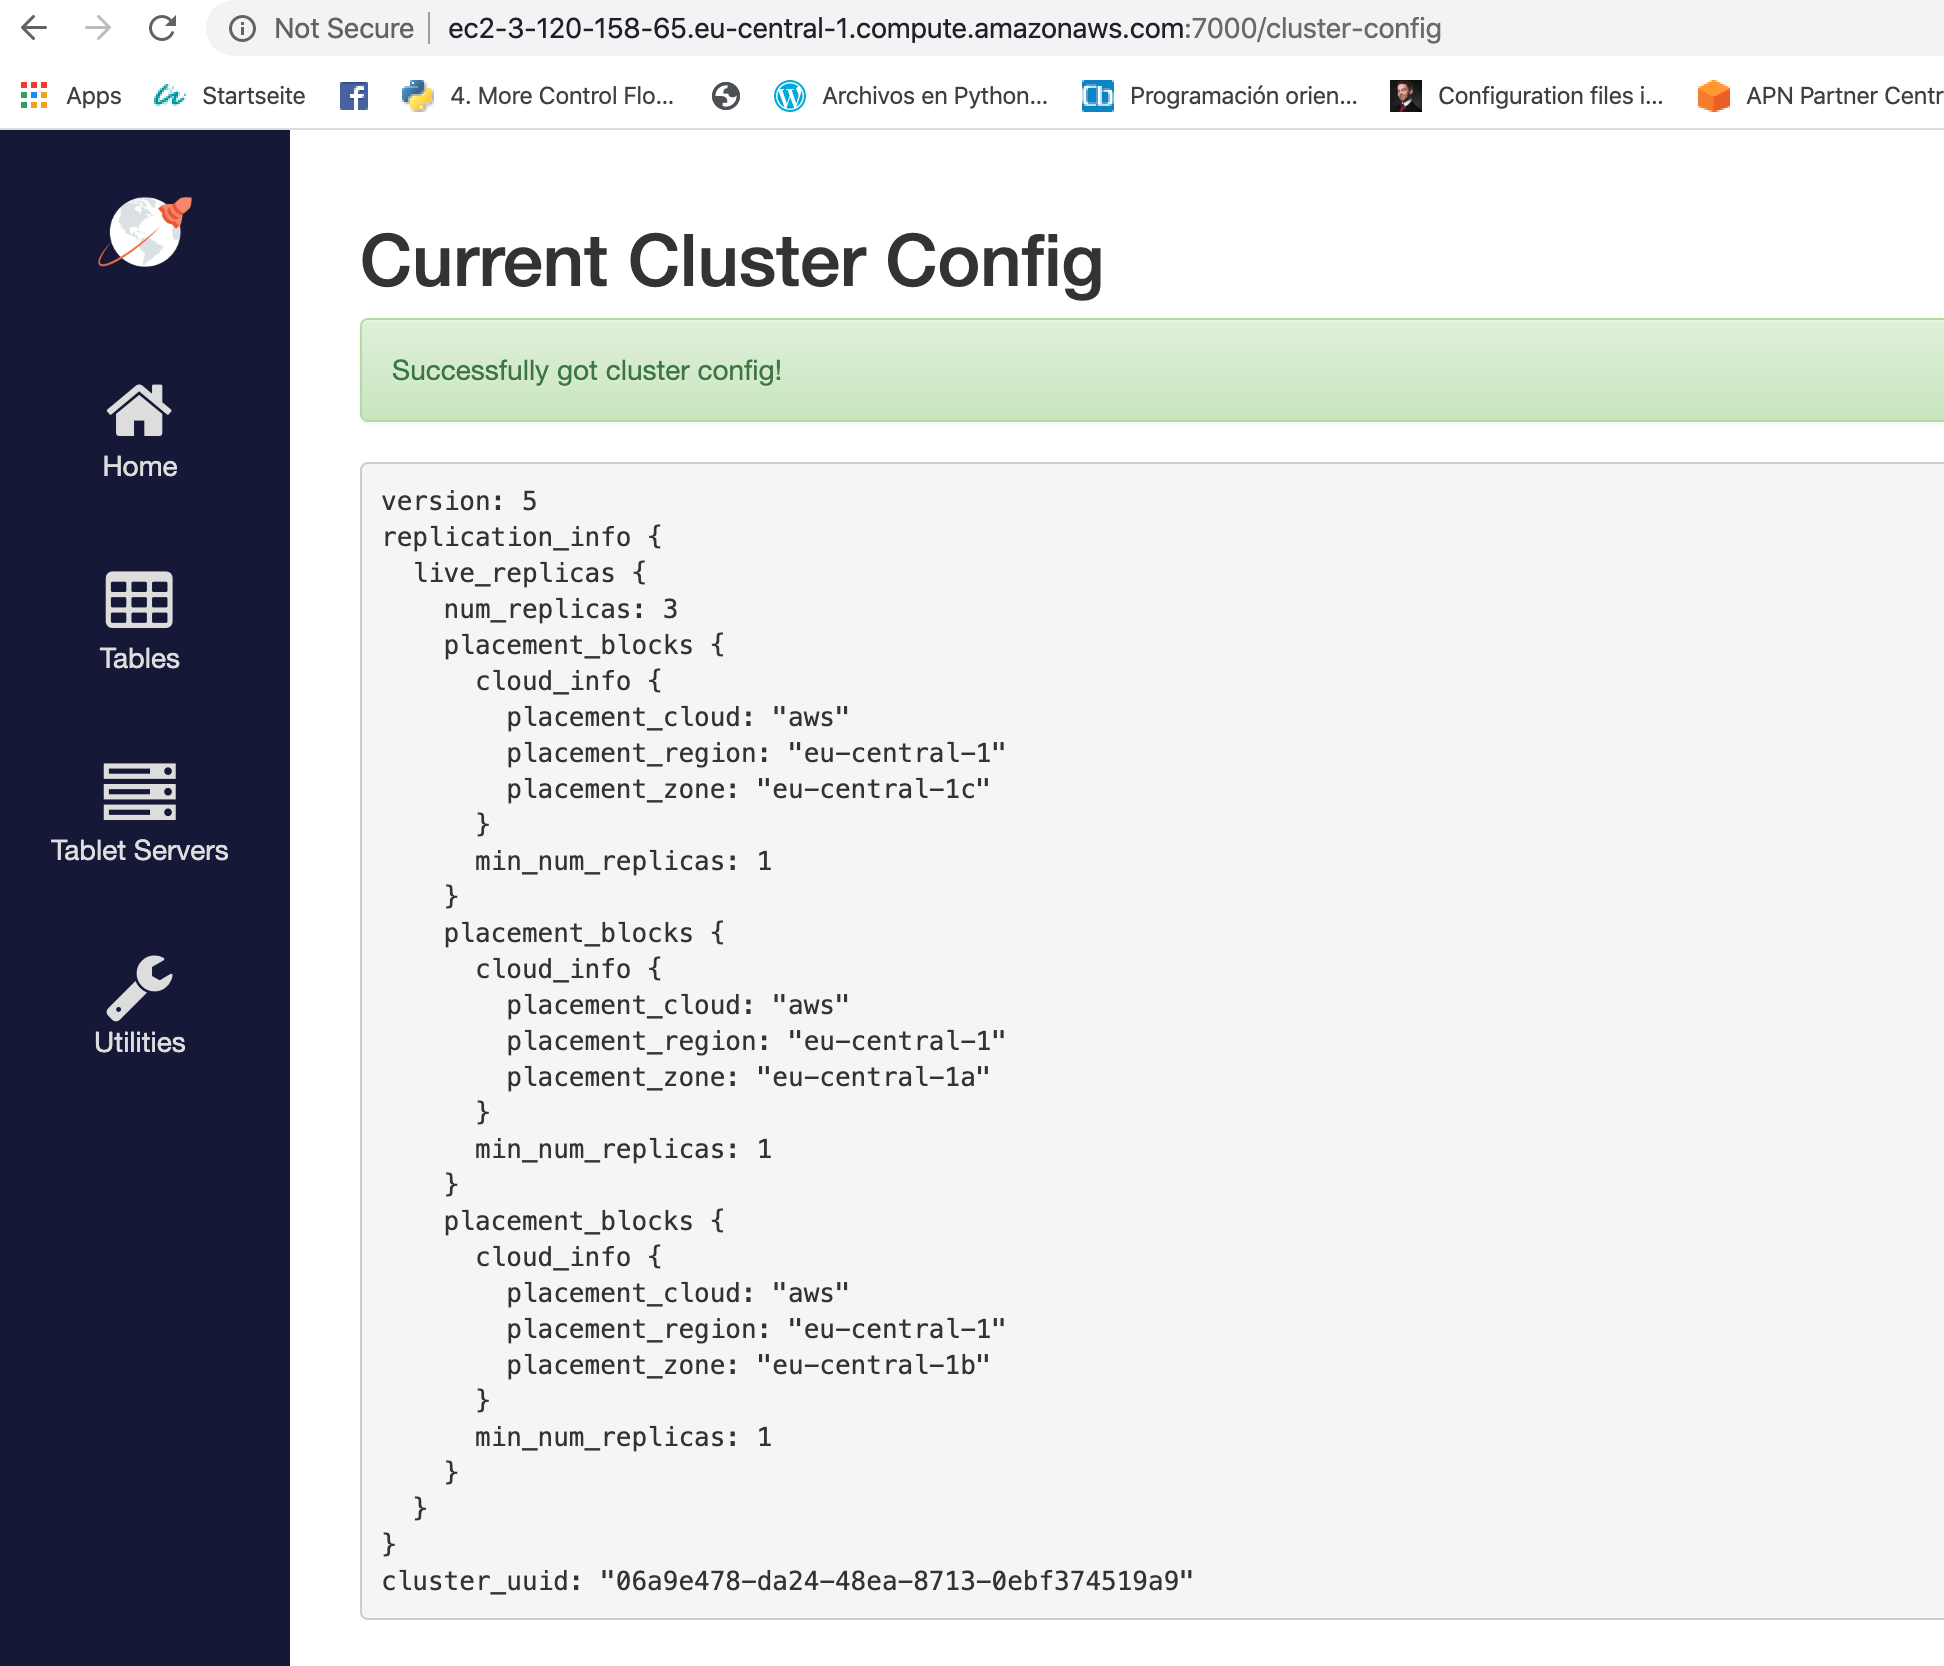 Not Secure ec2-3-120-158-65.eu-central-1.compute.amazonaws.com:7000/cluster-config
Apps Startseite 4. More Control Flo... Archivos en Python... Programación orien... Configuration files i... APN Partner Centr
Home
Tables
Tablet Servers
Utilities
Current Cluster Config
Successfully got cluster config!
version: 5
replication_info {
  live_replicas {
    num_replicas: 3
    placement_blocks {
      cloud_info {
        placement_cloud: "aws"
        placement_region: "eu-central-1"
        placement_zone: "eu-central-1c"
      }
      min_num_replicas: 1
    }
    placement_blocks {
      cloud_info {
        placement_cloud: "aws"
        placement_region: "eu-central-1"
        placement_zone: "eu-central-1a"
      }
      min_num_replicas: 1
    }
    placement_blocks {
      cloud_info {
        placement_cloud: "aws"
        placement_region: "eu-central-1"
        placement_zone: "eu-central-1b"
      }
      min_num_replicas: 1
    }
  }
}
cluster_uuid: "06a9e478-da24-48ea-8713-0ebf374519a9"